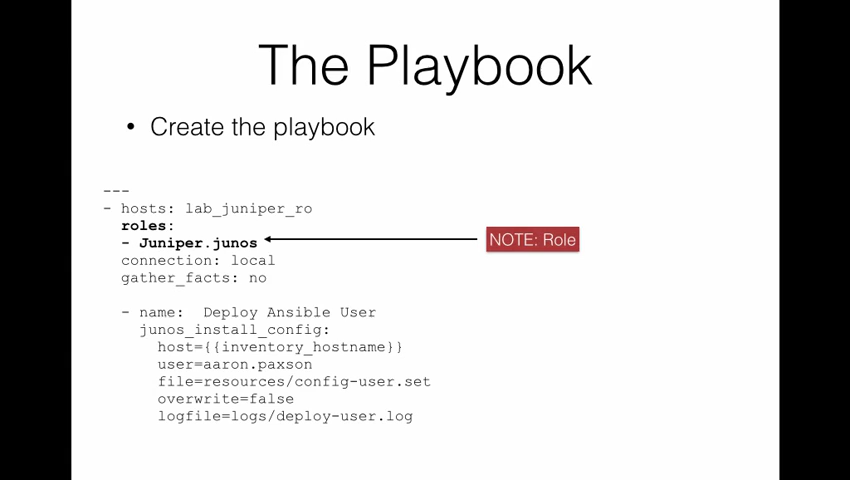 The Playbook
• Create the playbook
---
- hosts: lab_juniper_ro
  roles:
  - Juniper.junos
NOTE: Role
  connection: local
  gather_facts: no
  - name:  Deploy Ansible User
    junos_install_config:
      host={{inventory_hostname}}
      user=aaron.paxson
      file=resources/config-user.set
      overwrite=false
      logfile=logs/deploy-user.log